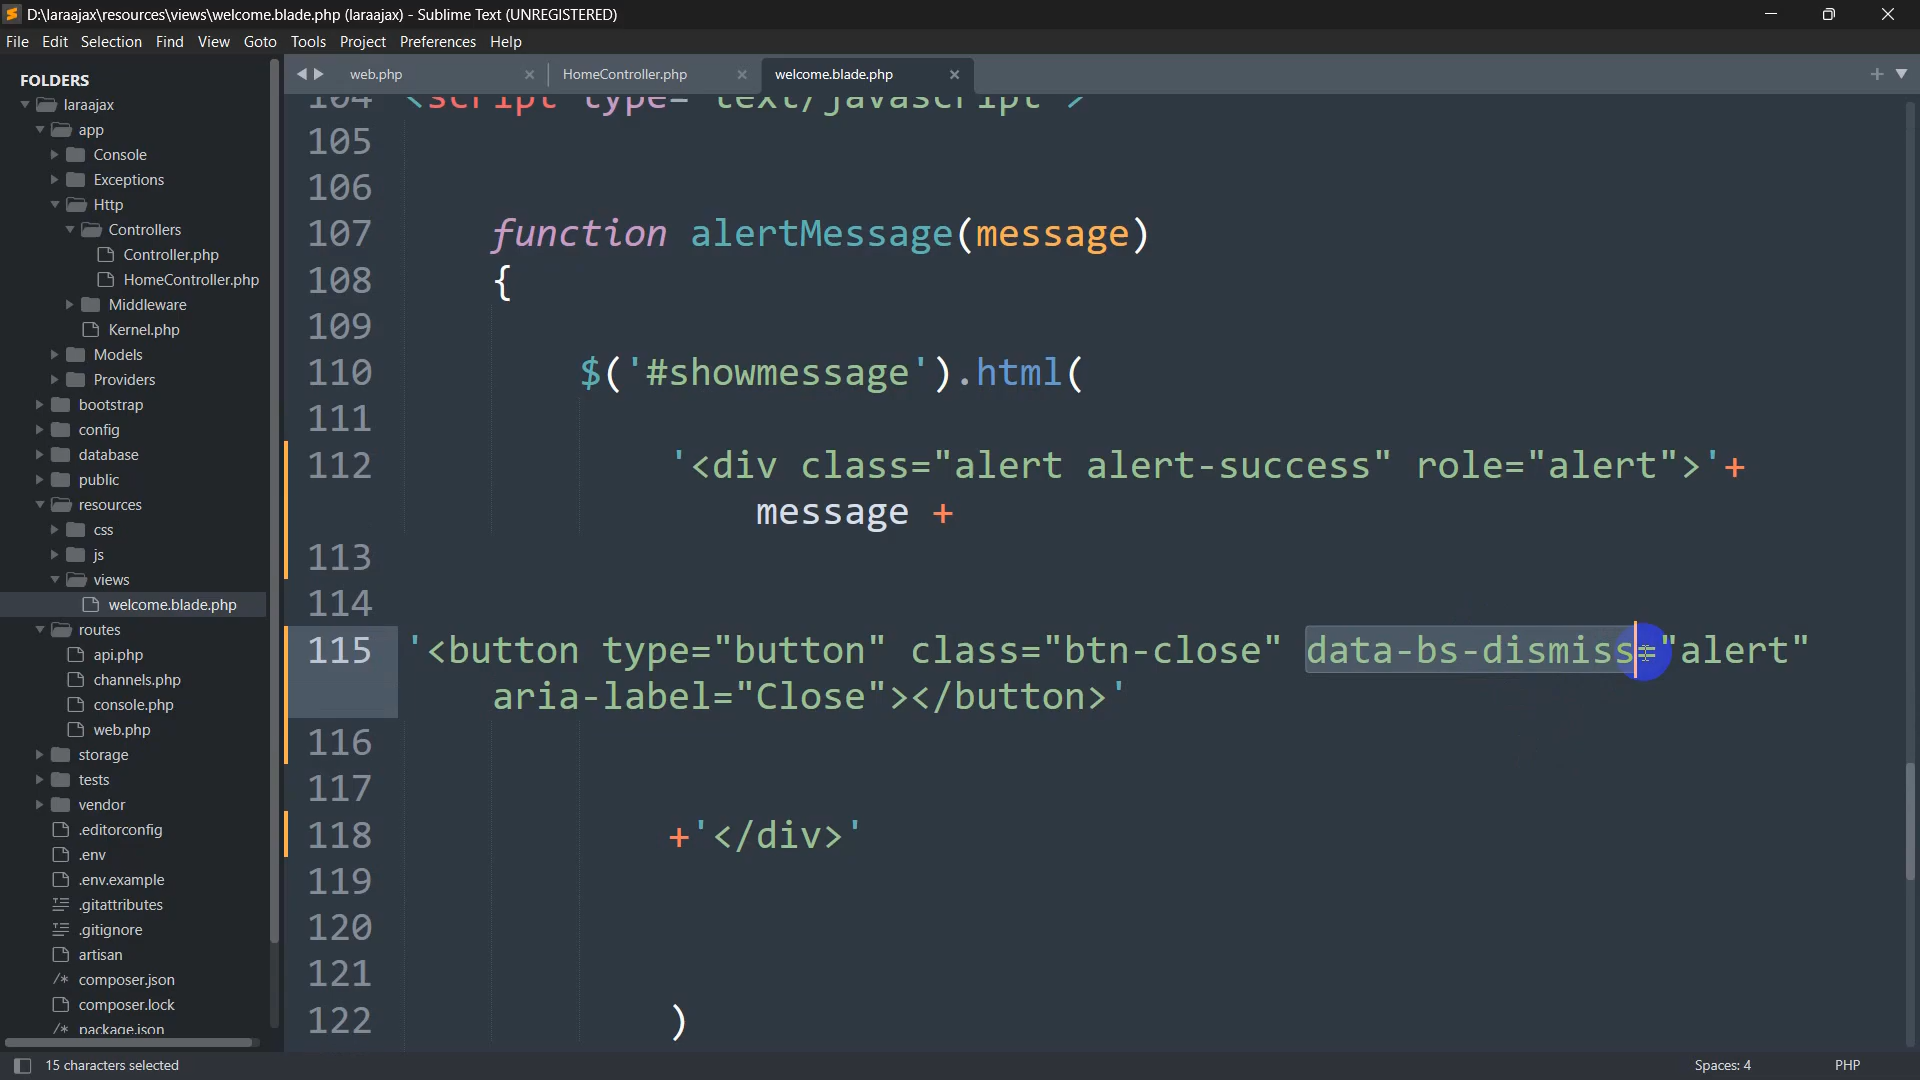 D:\laraajax\resources\views\welcome.blade.php (laraajax) - Sublime Text (UNREGISTERED)
File Edit Selection Find View Goto Tools Project Preferences Help
FOLDERS
laraajax
app
Console
Exceptions
Http
Controllers
Controller.php
HomeController.php
Middleware
Kernel.php
Models
Providers
bootstrap
config
database
public
resources
css
js
views
welcome.blade.php
routes
api.php
channels.php
console.php
web.php
storage
tests
vendor
.editorconfig
.env
.env.example
.gitattributes
.gitignore
artisan
composer.json
composer.lock
package.json
web.php HomeController.php welcome.blade.php
104 <script type="text/javascript">
105
106
107 function alertMessage(message)
108 {
109
110 $('#showmessage').html(
111
112 '<div class="alert alert-success" role="alert">'+
message +
113
114
115 '<button type="button" class="btn-close" data-bs-dismiss="alert"
aria-label="Close"></button>'
116
117
118 +'</div>'
119
120
121
122 )
15 characters selected Spaces: 4 PHP